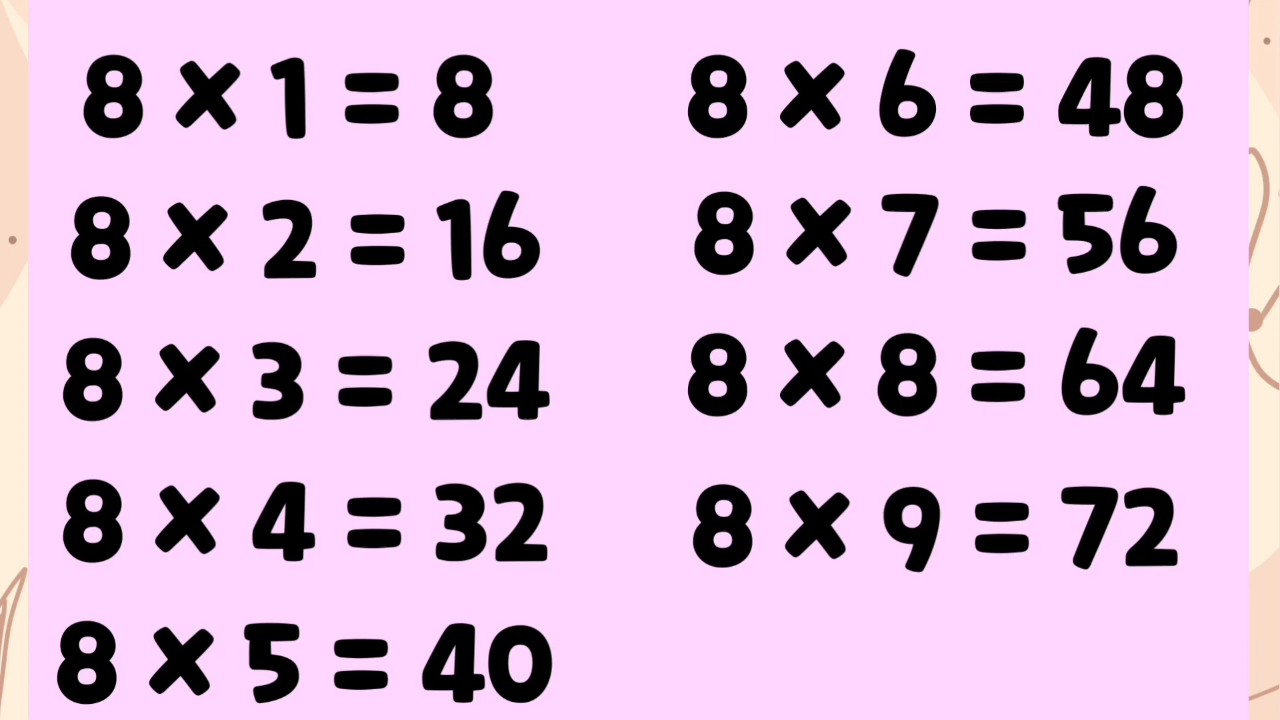 8 × 1 = 8
8 × 2 = 16
8 × 3 = 24
8 × 4 = 32
8 × 5 = 40
8 × 6 = 48
8 × 7 = 56
8 × 8 = 64
8 × 9 = 72